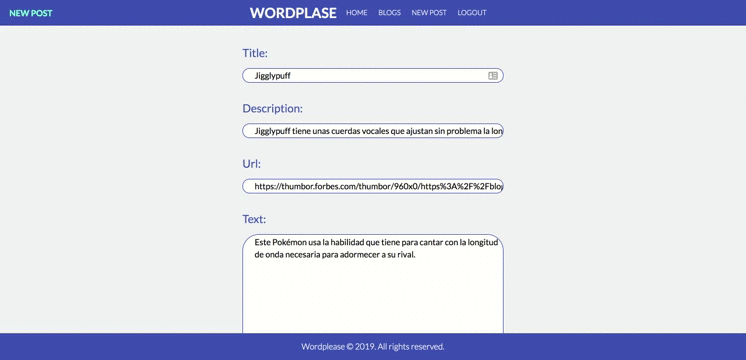 NEW POST
WORDPLASE HOME BLOGS NEW POST LOGOUT
Title:
Jigglypuff
Description:
Jigglypuff tiene unas cuerdas vocales que ajustan sin problema la lon
Url:
https://thumbor.forbes.com/thumbor/960x0/https%3A%2F%2Fblo
Text:
Este Pokémon usa la habilidad que tiene para cantar con la longitud
de onda necesaria para adormecer a su rival.
Wordplease © 2019. All rights reserved.